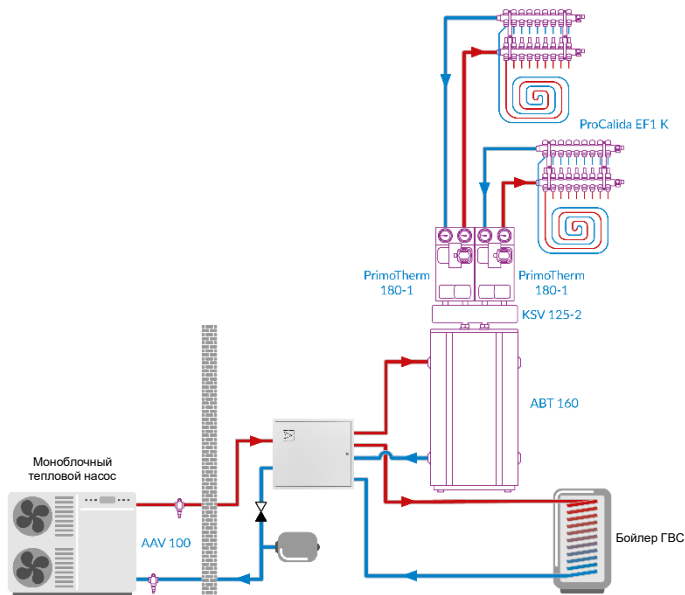 ProCalida EF1 K
PrimoTherm
180-1
PrimoTherm
180-1
KSV 125-2
ABT 160
Моноблочный
тепловой насос
AAV 100
Бойлер ГВС